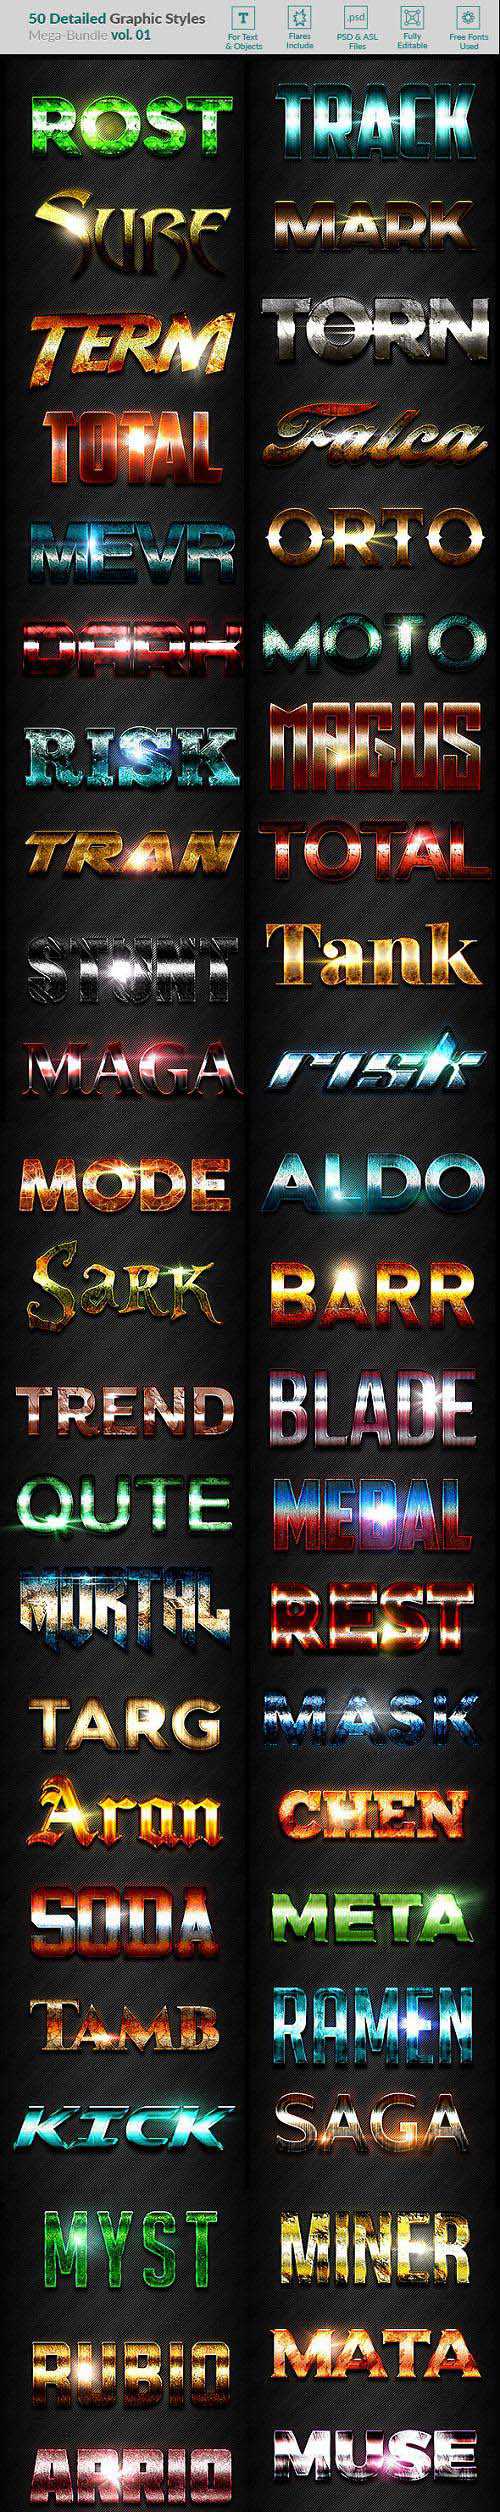 50 Detailed Graphic Styles
Mega-Bundle vol. 01
T
For Text
& Objects
Flares
Include
.psd
PSD & ASL
Files
Fully
Editable
Free Fonts
Used
ROST
TRACK
SURF
MARK
TERM
TORN
TOTAL
Falca
MEVR
ORTO
DARK
MOTO
RISK
MAGUS
TRAN
TOTAL
STUNT
Tank
MAGA
risk
MODE
ALDO
SARK
BARR
TREND
BLADE
QUTE
MEDAL
MORTAL
REST
TARG
MASK
Aron
CHEN
SODA
META
TAMB
RAMEN
KICK
SAGA
MYST
MINER
RUBIO
MATA
ARRIO
MUSE